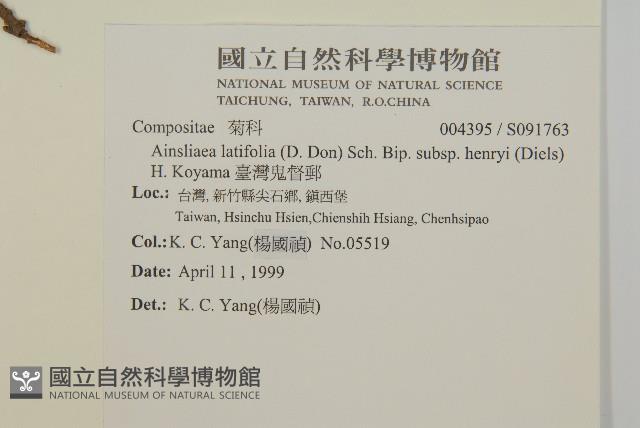 國立自然科學博物館
NATIONAL MUSEUM OF NATURAL SCIENCE
TAICHUNG, TAIWAN, R.O.CHINA
Compositae 菊科 004395 / S091763
Ainsliaea latifolia (D. Don) Sch. Bip. subsp. henryi (Diels)
H. Koyama 臺灣鬼督郵
Loc.: 台灣, 新竹縣尖石鄉, 鎮西堡
Taiwan, Hsinchu Hsien,Chienshih Hsiang, Chenhsipao
Col.: K. C. Yang(楊國禎) No.05519
Date: April 11 , 1999
Det.: K. C. Yang(楊國禎)
國立自然科學博物館
NATIONAL MUSEUM OF NATURAL SCIENCE